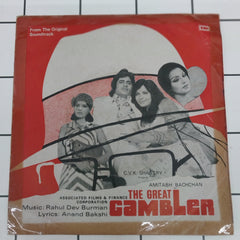 From The Original
Soundtrack
EMI
G.V.K. SHASTRY
AMITABH BACHCHAN
ASSOCIATED FILMS & FINANCE
CORPORATION
THE GREAT
GAMBLER
Music: Rahul Dev Burman
Lyrics: Anand Bakshi